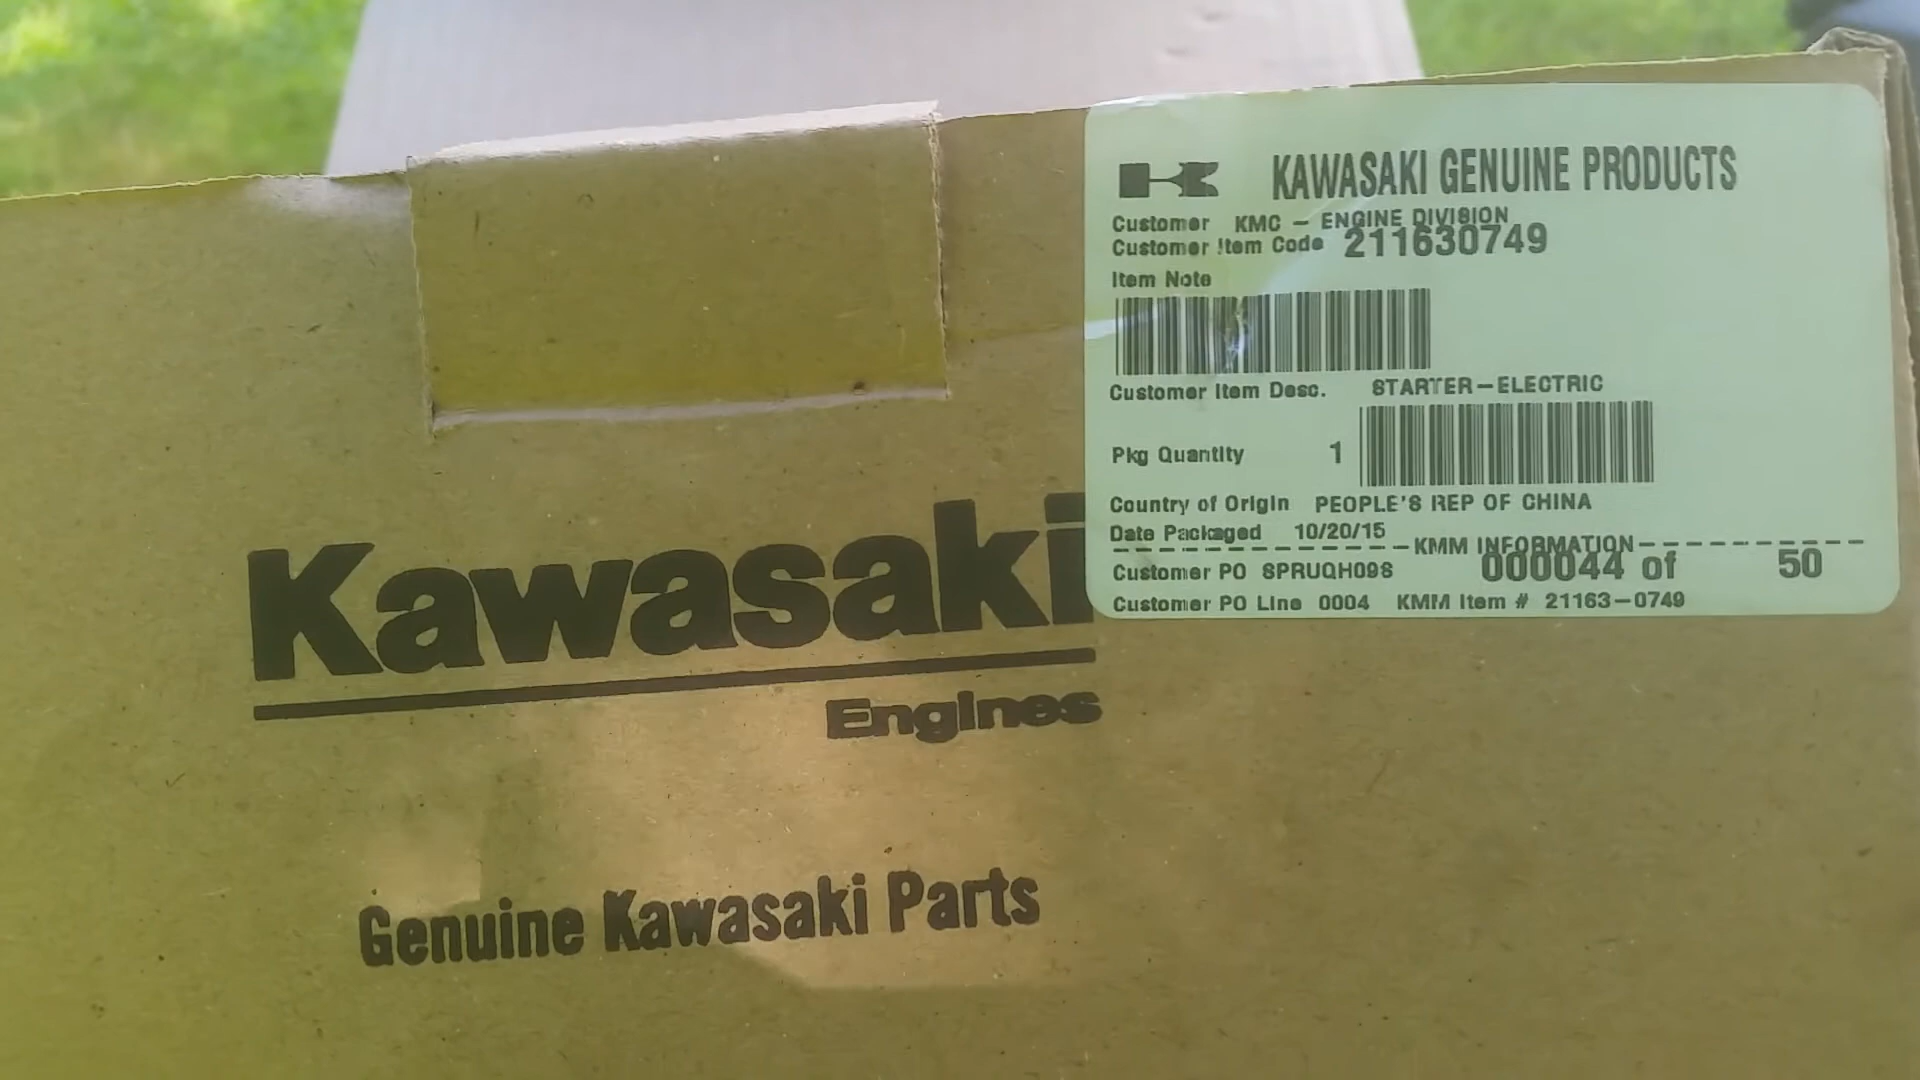 KAWASAKI GENUINE PRODUCTS
Customer KMC - ENGINE DIVISION
Customer Item Code 211630749
Item Note
Customer Item Desc. STARTER-ELECTRIC
Pkg Quantity 1
Country of Origin PEOPLE'S REP OF CHINA
Date Packaged 10/20/15
KMM INFORMATION
Customer PO SPRUQH098 000044 of 50
Customer PO Line 0004 KMM Item # 21163-0749
Kawasaki
Engines
Genuine Kawasaki Parts